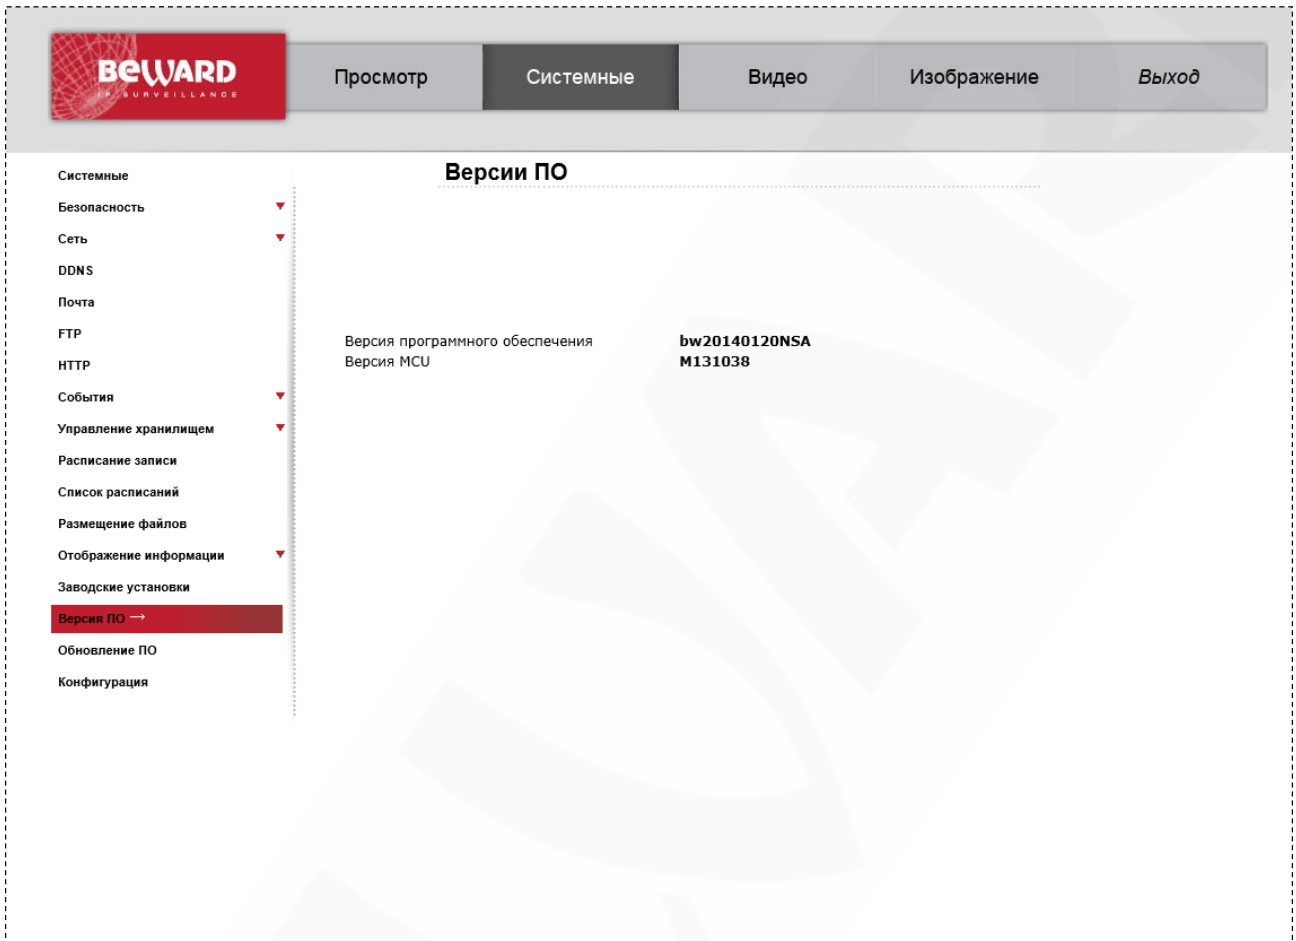 BEWARD
IP SURVEILLANCE
Просмотр
Системные
Видео
Изображение
Выход
Системные
Безопасность
Сеть
DDNS
Почта
FTP
HTTP
События
Управление хранилищем
Расписание записи
Список расписаний
Размещение файлов
Отображение информации
Заводские установки
Версия ПО →
Обновление ПО
Конфигурация
Версии ПО
Версия программного обеспечения bw20140120NSA
Версия MCU M131038